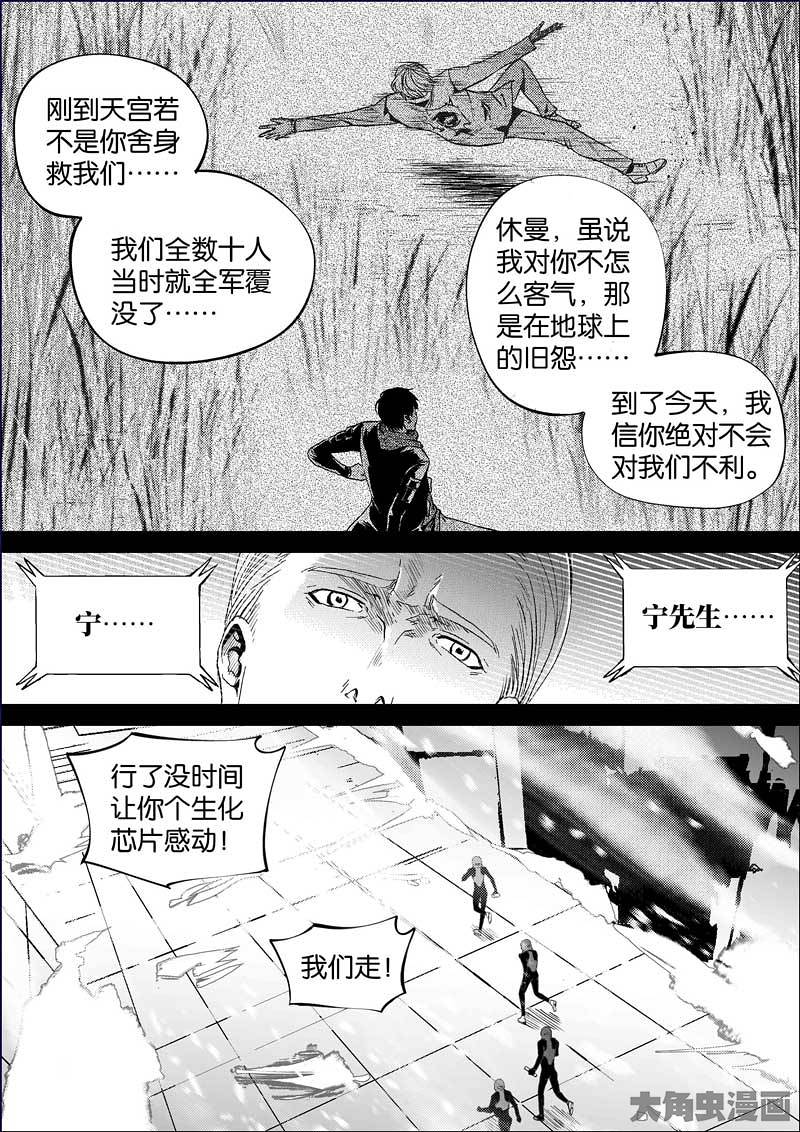 刚到天宫若
不是你舍身
救我们……
我们全数十人
当时就全军覆
没了……
休曼，虽说
我对你不怎
么客气，那
是在地球上
的旧怨……
到了今天，我
信你绝对不会
对我们不利。
宁……
宁先生……
行了没时间
让你个生化
芯片感动！
我们走！
大角虫漫画